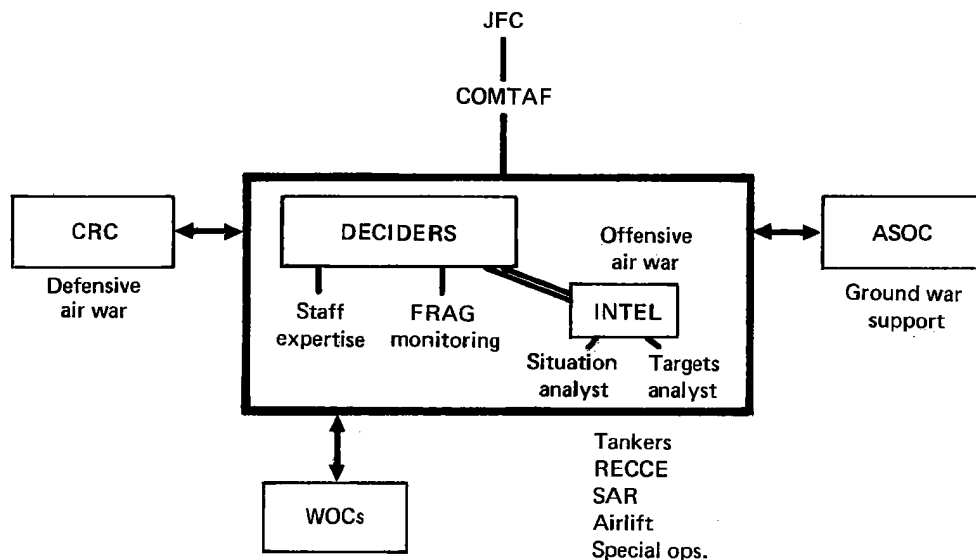 JFC
COMTAF
CRC
Defensive
air war
DECIDERS
Staff
expertise
FRAG
monitoring
Offensive
air war
INTEL
Situation
analyst
Targets
analyst
ASOC
Ground war
support
WOCs
Tankers
RECCE
SAR
Airlift
Special ops.